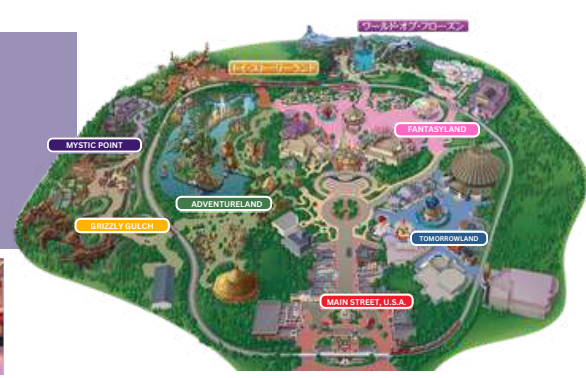 ワールド・オブ・フローズン
トイ・ストーリーランド
FANTASYLAND
MYSTIC POINT
ADVENTURELAND
GRIZZLY GULCH
TOMORROWLAND
MAIN STREET, U.S.A.